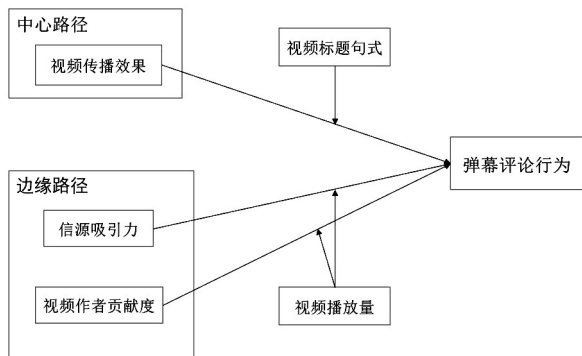 中心路径
视频传播效果
视频标题句式
弹幕评论行为
边缘路径
信源吸引力
视频作者贡献度
视频播放量